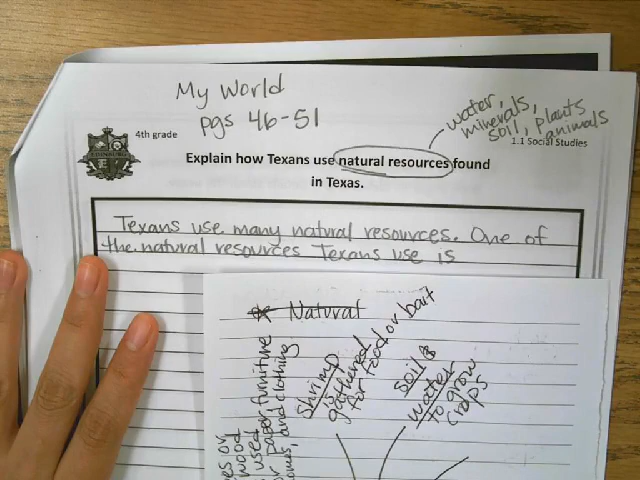 My World
pgs 46-51
water,
minerals,
soil, plants
animals
4th grade
1.1 Social Studies
Explain how Texans use natural resources found
in Texas.
Texans use many natural resources. One of
the natural resources Texans use is
Natural
wood
used
paper furniture
and clothing
Shrimp
is
gathered
for food or bait
Soil &
water
to grow
crops